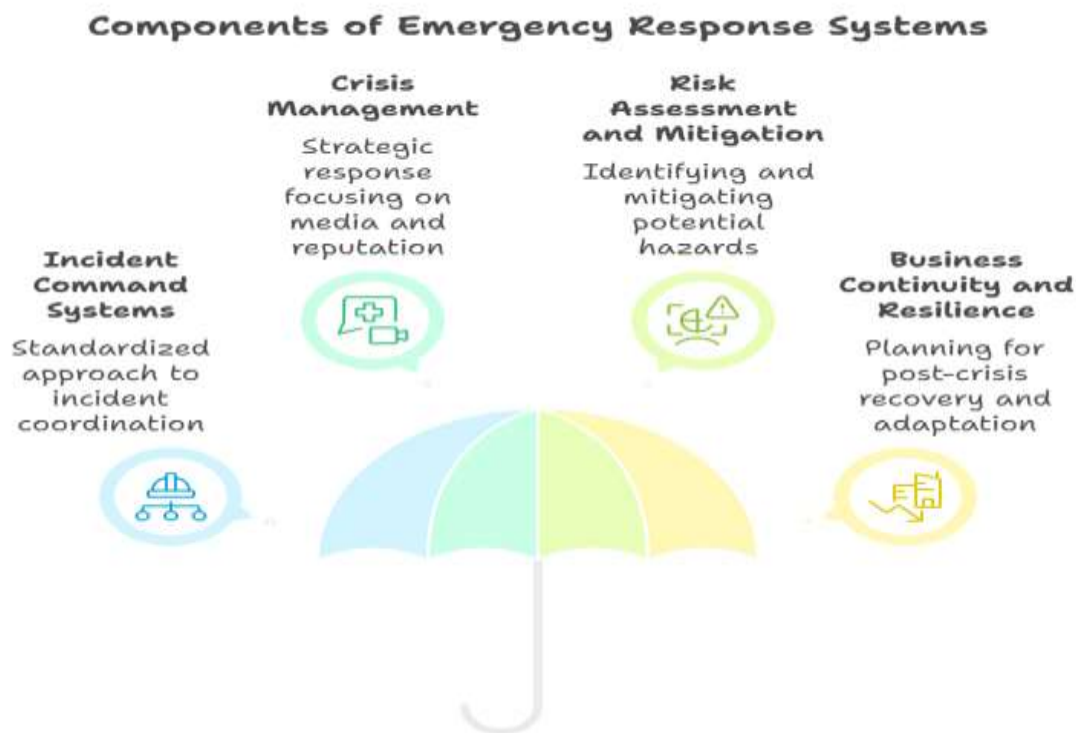 Components of Emergency Response Systems
Crisis
Management
Strategic
response
focusing on
media and
reputation
Risk
Assessment
and Mitigation
Identifying and
mitigating
potential
hazards
Incident
Command
Systems
Standardized
approach to
incident
coordination
Business
Continuity and
Resilience
Planning for
post-crisis
recovery and
adaptation